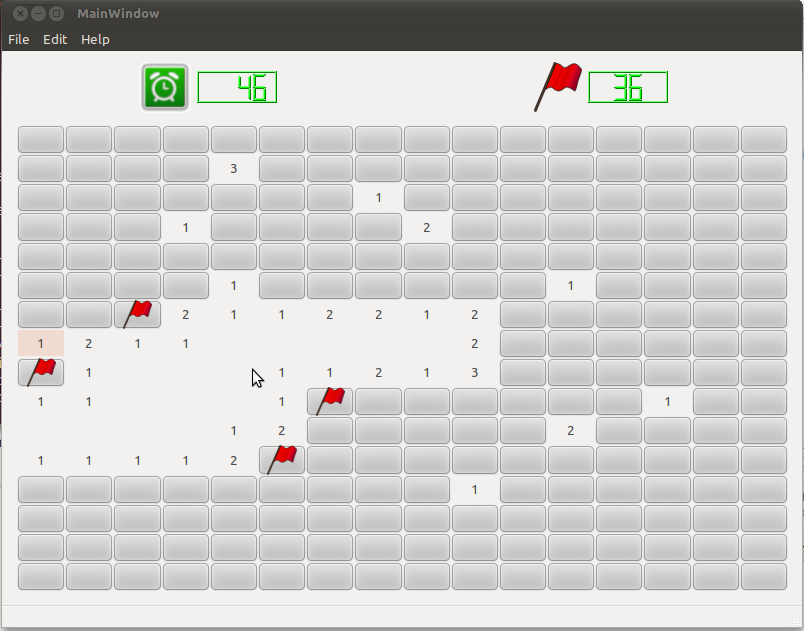 MainWindow
File Edit Help
46 36
3
1
1 2
1 1
2 1 1 2 2 1 2
1 2 1 1 2
1 1 1 2 1 3
1 1 1 1
1 2 2
1 1 1 1 2
1